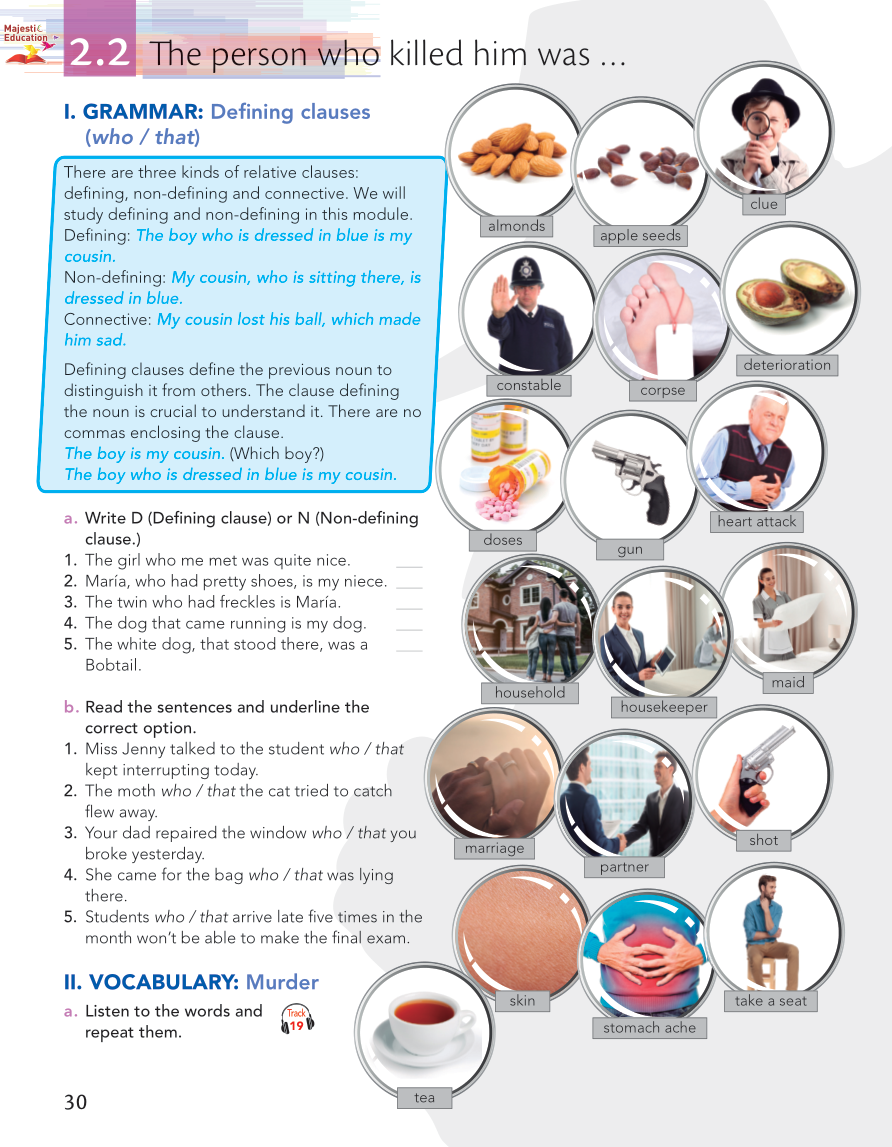 Majesti
Education
2.2 The person who killed him was ...
I. GRAMMAR: Defining clauses
(who / that)
There are three kinds of relative clauses:
defining, non-defining and connective. We will
study defining and non-defining in this module.
Defining: The boy who is dressed in blue is my
cousin.
Non-defining: My cousin, who is sitting there, is
dressed in blue.
Connective: My cousin lost his ball, which made
him sad.
Defining clauses define the previous noun to
distinguish it from others. The clause defining
the noun is crucial to understand it. There are no
commas enclosing the clause.
The boy is my cousin. (Which boy?)
The boy who is dressed in blue is my cousin.
a. Write D (Defining clause) or N (Non-defining
clause.)
1. The girl who me met was quite nice. ___
2. María, who had pretty shoes, is my niece. ___
3. The twin who had freckles is María. ___
4. The dog that came running is my dog. ___
5. The white dog, that stood there, was a ___
Bobtail.
b. Read the sentences and underline the
correct option.
1. Miss Jenny talked to the student who / that
kept interrupting today.
2. The moth who / that the cat tried to catch
flew away.
3. Your dad repaired the window who / that you
broke yesterday.
4. She came for the bag who / that was lying
there.
5. Students who / that arrive late five times in the
month won't be able to make the final exam.
II. VOCABULARY: Murder
a. Listen to the words and
repeat them.
Track
19
almonds
apple seeds
clue
constable
corpse
deterioration
doses
gun
heart attack
household
housekeeper
maid
marriage
partner
shot
skin
stomach ache
take a seat
tea
30